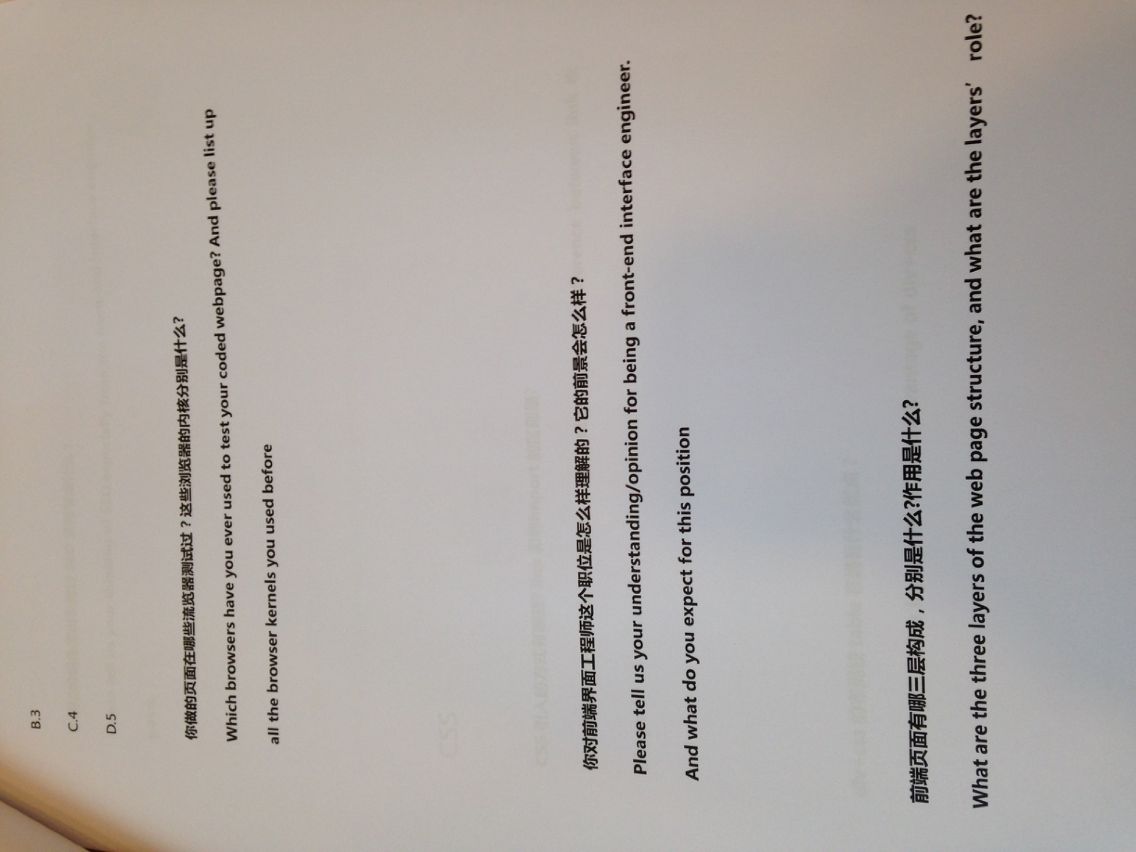 B.3
C.4
D.5
你做的页面在哪些流览器测试过？这些浏览器的内核分别是什么?
Which browsers have you ever used to test your coded webpage? And please list up
all the browser kernels you used before
CSS
你对前端界面工程师这个职位是怎么样理解的？它的前景会怎么样？
Please tell us your understanding/opinion for being a front-end interface engineer.
And what do you expect for this position
前端页面有哪三层构成，分别是什么?作用是什么?
What are the three layers of the web page structure, and what are the layers’ role?